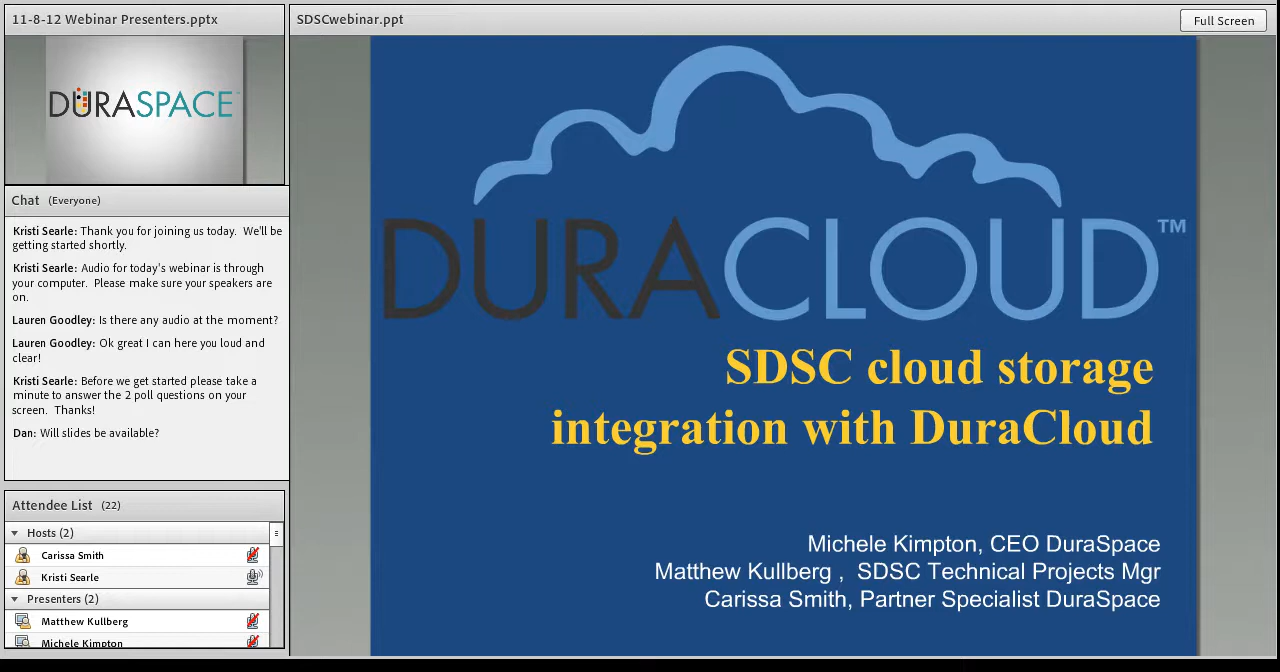 11-8-12 Webinar Presenters.pptx
DURASPACE
Chat (Everyone)
Kristi Searle: Thank you for joining us today. We'll be
getting started shortly.
Kristi Searle: Audio for today's webinar is through
your computer. Please make sure your speakers are
on.
Lauren Goodley: Is there any audio at the moment?
Lauren Goodley: Ok great I can here you loud and
clear!
Kristi Searle: Before we get started please take a
minute to answer the 2 poll questions on your
screen. Thanks!
Dan: Will slides be available?
Attendee List (22)
Hosts (2)
Carissa Smith
Kristi Searle
Presenters (2)
Matthew Kullberg
Michele Kimpton
SDSCwebinar.ppt
Full Screen
DURACLOUD™
SDSC cloud storage
integration with DuraCloud
Michele Kimpton, CEO DuraSpace
Matthew Kullberg , SDSC Technical Projects Mgr
Carissa Smith, Partner Specialist DuraSpace